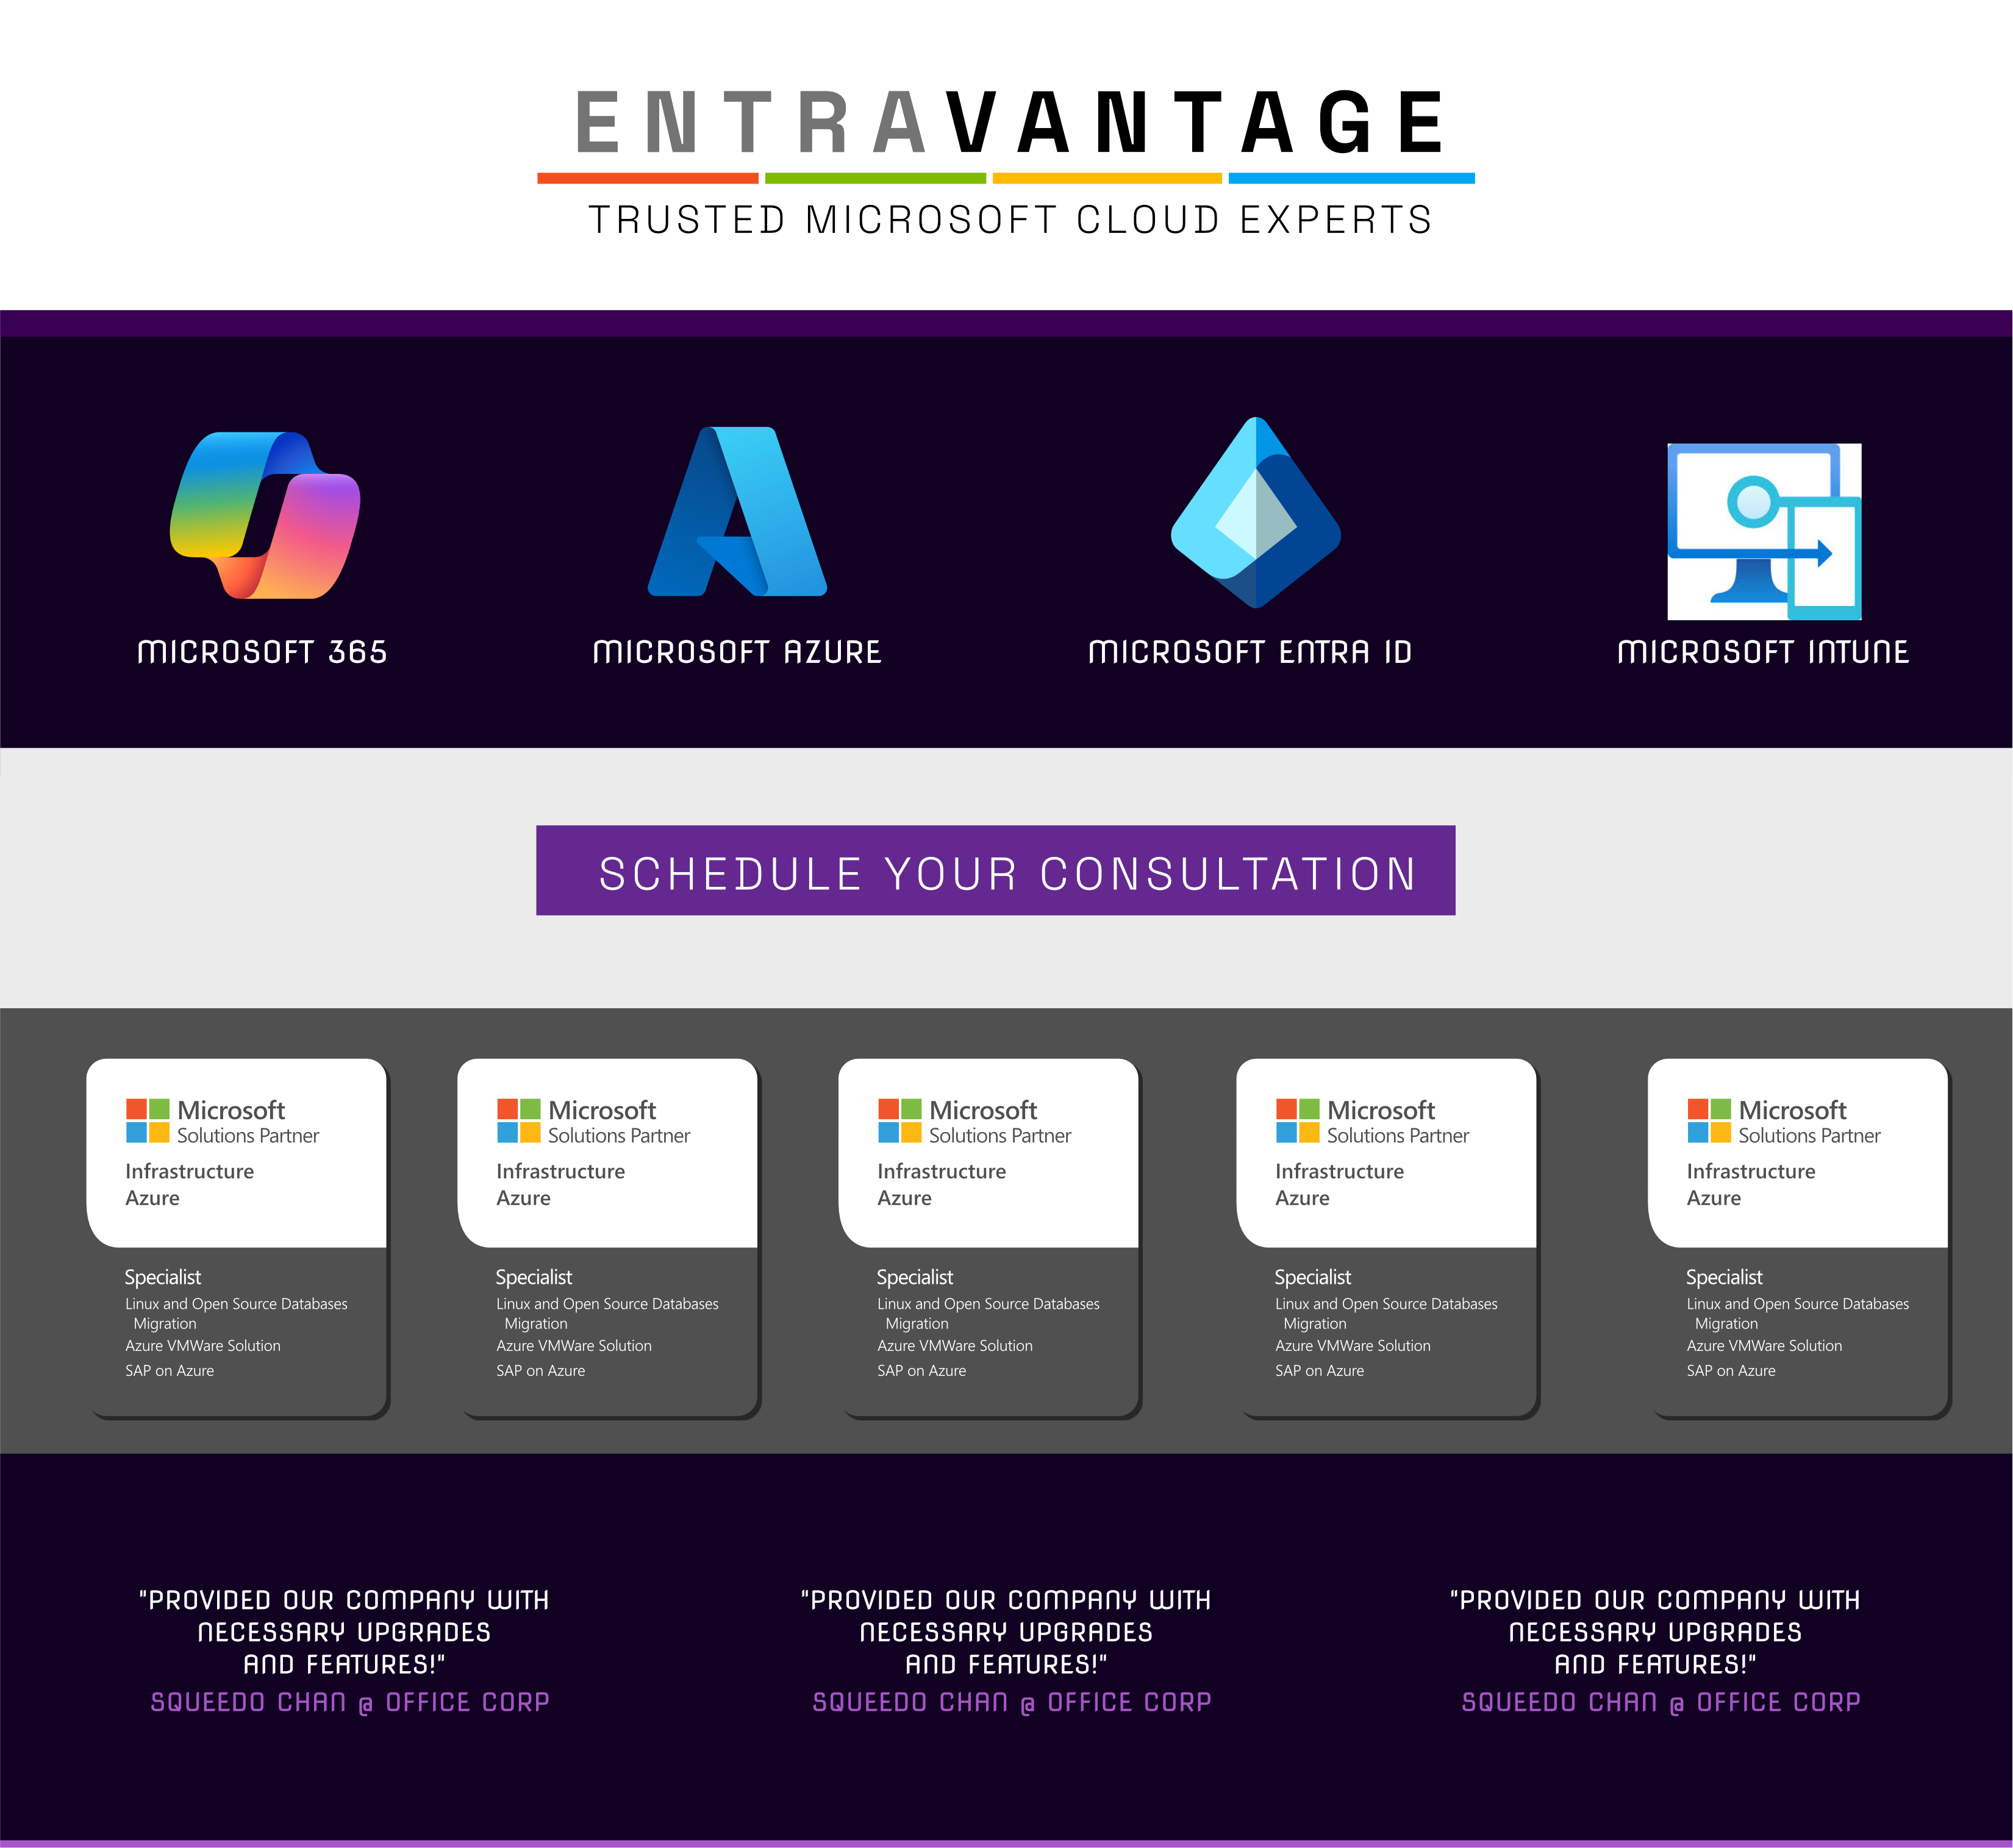 ENTRAVANTAGE
TRUSTED MICROSOFT CLOUD EXPERTS
MICROSOFT 365
MICROSOFT AZURE
MICROSOFT ENTRA ID
MICROSOFT INTUNE
SCHEDULE YOUR CONSULTATION
Microsoft
Solutions Partner
Infrastructure
Azure
Specialist
Linux and Open Source Databases
Migration
Azure VMWare Solution
SAP on Azure
Microsoft
Solutions Partner
Infrastructure
Azure
Specialist
Linux and Open Source Databases
Migration
Azure VMWare Solution
SAP on Azure
Microsoft
Solutions Partner
Infrastructure
Azure
Specialist
Linux and Open Source Databases
Migration
Azure VMWare Solution
SAP on Azure
Microsoft
Solutions Partner
Infrastructure
Azure
Specialist
Linux and Open Source Databases
Migration
Azure VMWare Solution
SAP on Azure
Microsoft
Solutions Partner
Infrastructure
Azure
Specialist
Linux and Open Source Databases
Migration
Azure VMWare Solution
SAP on Azure
"PROVIDED OUR COMPANY WITH
NECESSARY UPGRADES
AND FEATURES!"
SQUEEDO CHAN @ OFFICE CORP
"PROVIDED OUR COMPANY WITH
NECESSARY UPGRADES
AND FEATURES!"
SQUEEDO CHAN @ OFFICE CORP
"PROVIDED OUR COMPANY WITH
NECESSARY UPGRADES
AND FEATURES!"
SQUEEDO CHAN @ OFFICE CORP